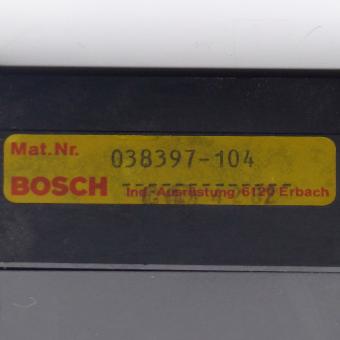 Mat.Nr. 038397-104
BOSCH Ind.-Ausrüstung 6120 Erbach